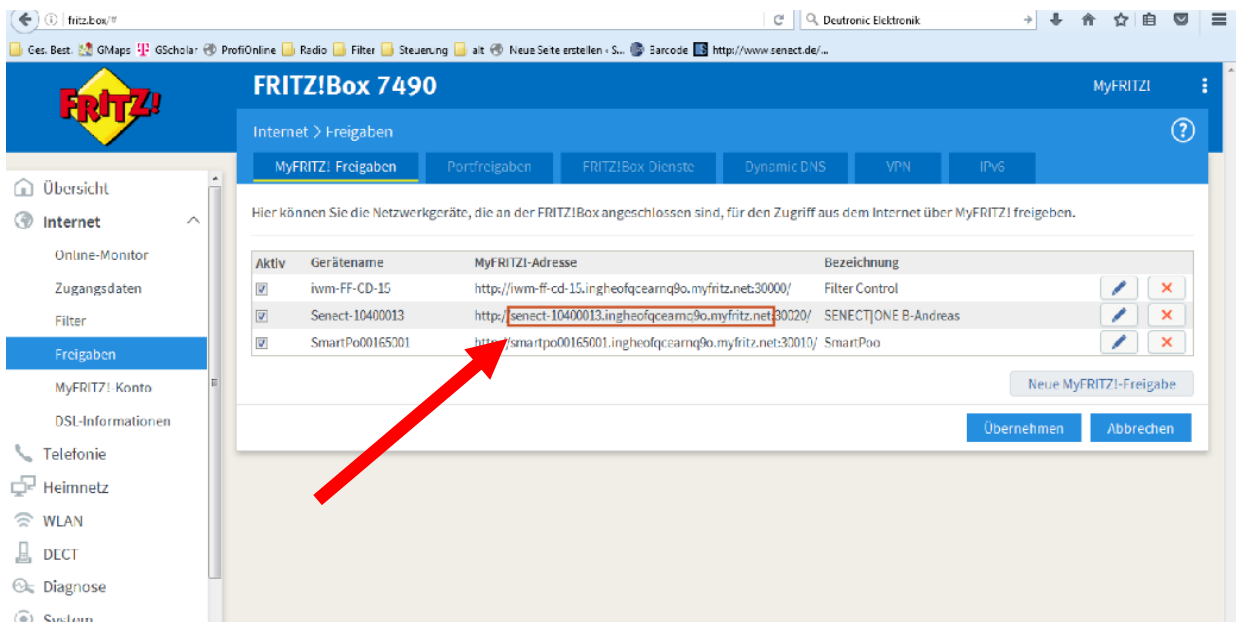 fritz.box/#
Deutronic Elektronik
Ges. Best. GMaps GScholar ProfiOnline Radio Filter Steuerung alt Neue Seite erstellen ‹ S... Barcode http://www.senect.de/...
FRITZ!
FRITZ!Box 7490
MyFRITZ!
Internet > Freigaben
MyFRITZ! Freigaben Portfreigaben FRITZ!Box Dienste Dynamic DNS VPN IPv6
Übersicht
Internet
Online-Monitor
Zugangsdaten
Filter
Freigaben
MyFRITZ!-Konto
DSL-Informationen
Telefonie
Heimnetz
WLAN
DECT
Diagnose
System
Hier können Sie die Netzwerkgeräte, die an der FRITZ!Box angeschlossen sind, für den Zugriff aus dem Internet über MyFRITZ! freigeben.
Aktiv Gerätename MyFRITZ!-Adresse Bezeichnung
iwm-FF-CD-15 http://iwm-ff-cd-15.ingheofqcearnq9o.myfritz.net:30000/ Filter Control
Senect-10400013 http://senect-10400013.ingheofqcearnq9o.myfritz.net:30020/ SENECT|ONE B-Andreas
SmartPo00165001 http://smartpo00165001.ingheofqcearnq9o.myfritz.net:30010/ SmartPoo
Neue MyFRITZ!-Freigabe
Übernehmen Abbrechen